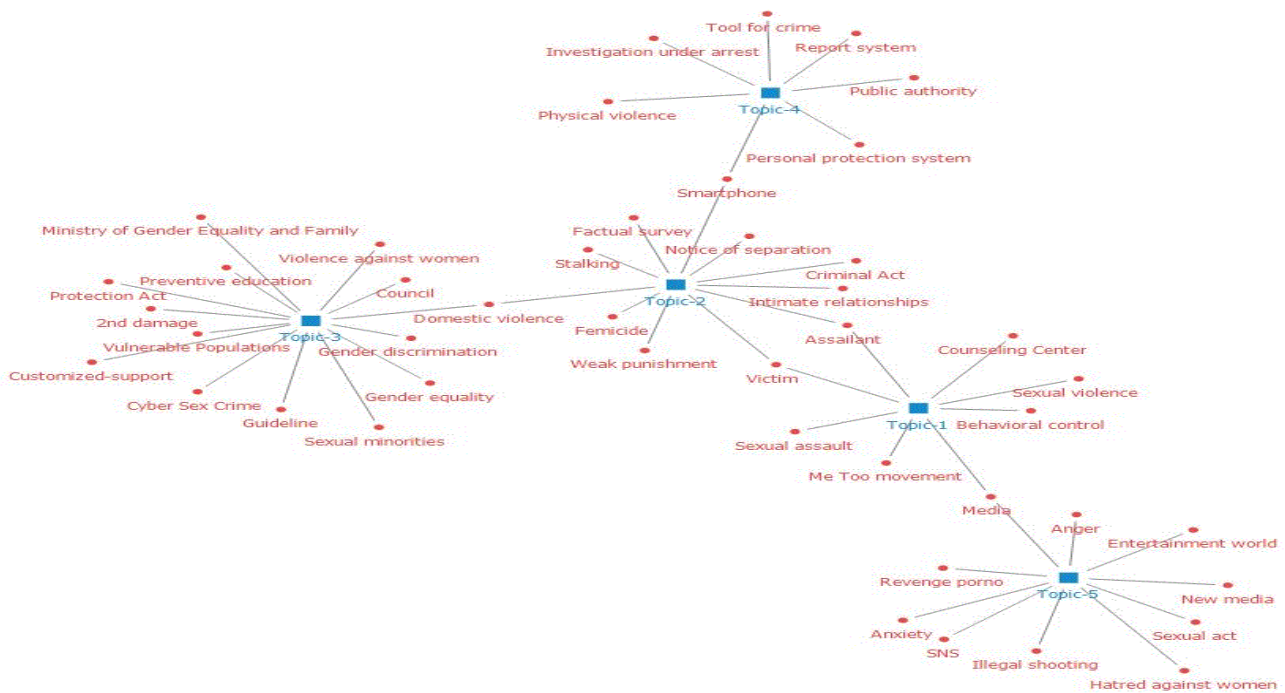 Tool for crime
Investigation under arrest
Report system
Public authority
Topic-4
Physical violence
Personal protection system
Smartphone
Ministry of Gender Equality and Family
Factual survey
Notice of separation
Violence against women
Stalking
Criminal Act
Preventive education
Council
Protection Act
Topic-2
Intimate relationships
2nd damage
Domestic violence
Femicide
Topic-3
Assailant
Vulnerable Populations
Gender discrimination
Counseling Center
Weak punishment
Customized-support
Victim
Sexual violence
Gender equality
Cyber Sex Crime
Guideline
Topic-1
Behavioral control
Sexual minorities
Sexual assault
Me Too movement
Media
Anger
Entertainment world
Revenge porno
Topic-5
New media
Anxiety
Sexual act
SNS
Illegal shooting
Hatred against women